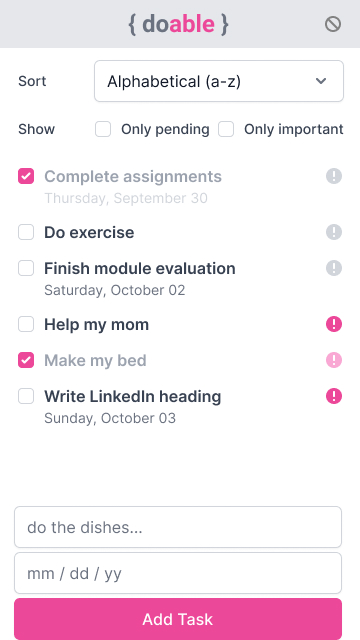 { doable }
Sort
Alphabetical (a-z)
Show
Only pending
Only important
Complete assignments
Thursday, September 30
Do exercise
Finish module evaluation
Saturday, October 02
Help my mom
Make my bed
Write LinkedIn heading
Sunday, October 03
do the dishes...
mm / dd / yy
Add Task